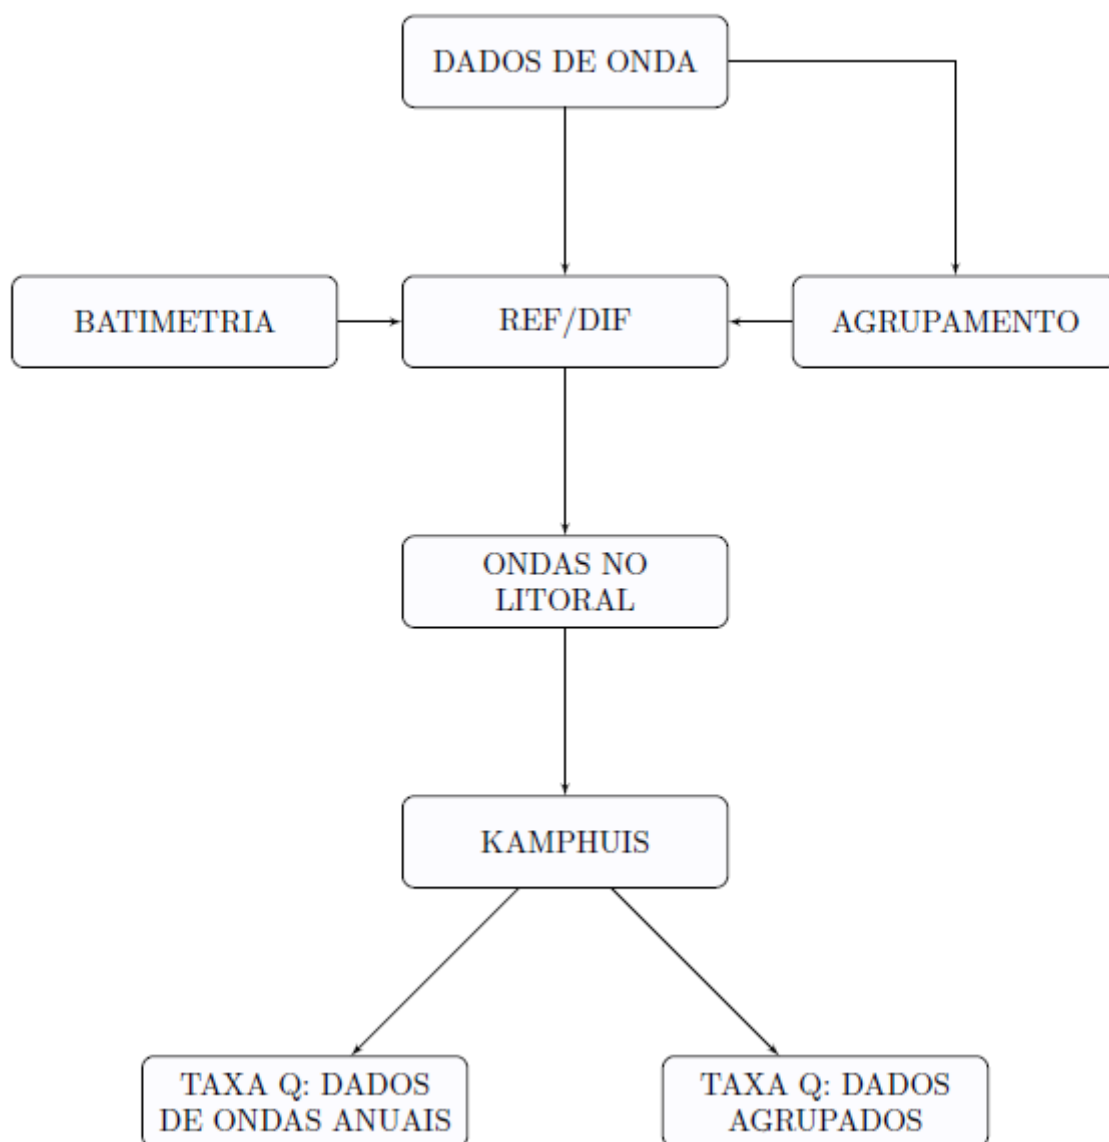 DADOS DE ONDA
BATIMETRIA
REF/DIF
AGRUPAMENTO
ONDAS NO
LITORAL
KAMPHUIS
TAXA Q: DADOS
DE ONDAS ANUAIS
TAXA Q: DADOS
AGRUPADOS